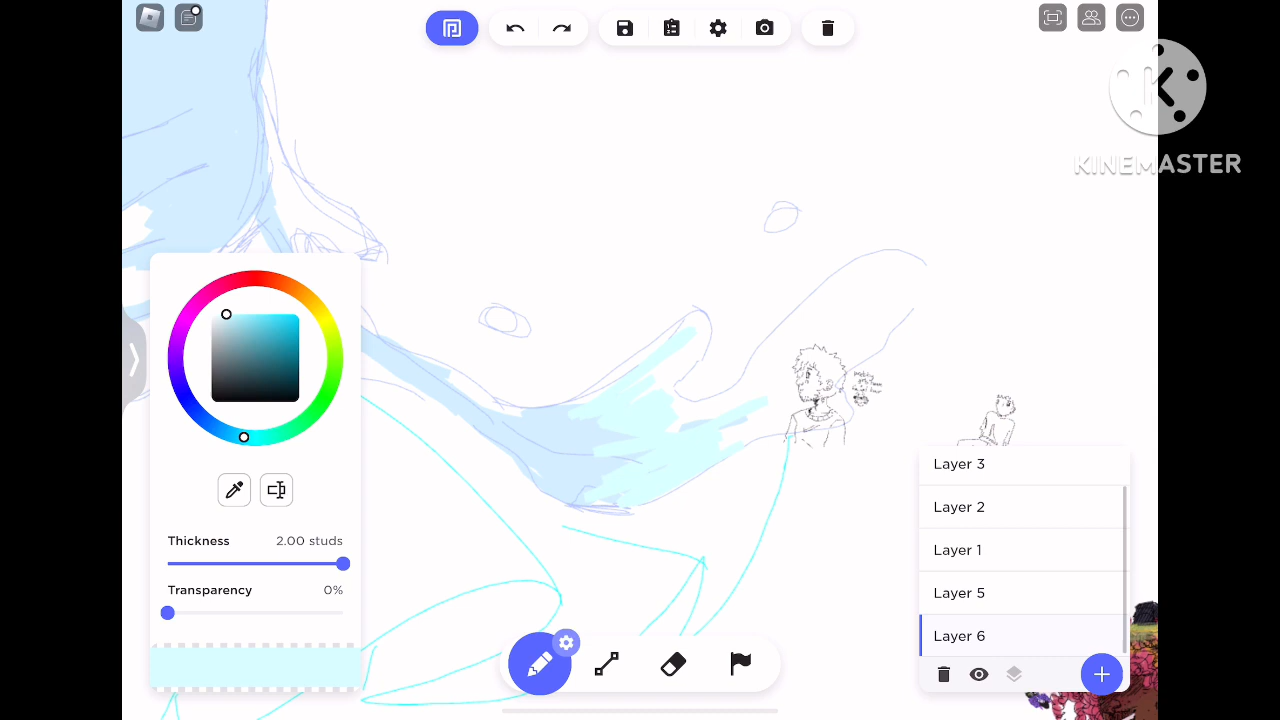 KINEMASTER
Thickness 2.00 studs
Transparency 0%
Layer 3
Layer 2
Layer 1
Layer 5
Layer 6